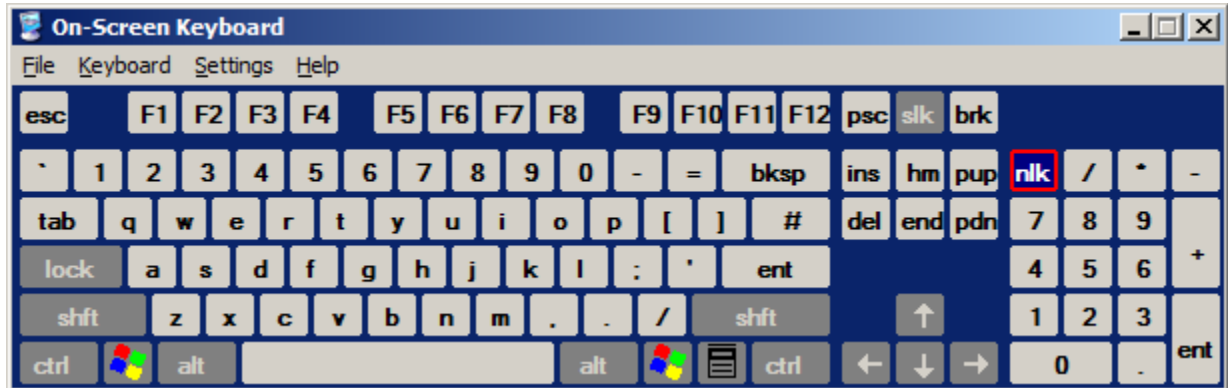 On-Screen Keyboard
File Keyboard Settings Help
esc F1 F2 F3 F4 F5 F6 F7 F8 F9 F10 F11 F12 psc slk brk
` 1 2 3 4 5 6 7 8 9 0 - = bksp ins hm pup nlk / * -
tab q w e r t y u i o p [ ] # del end pdn 7 8 9 +
lock a s d f g h j k l ; ' ent 4 5 6
shft z x c v b n m , . / shft ↑ 1 2 3 ent
ctrl alt alt ctrl ← ↓ → 0 .